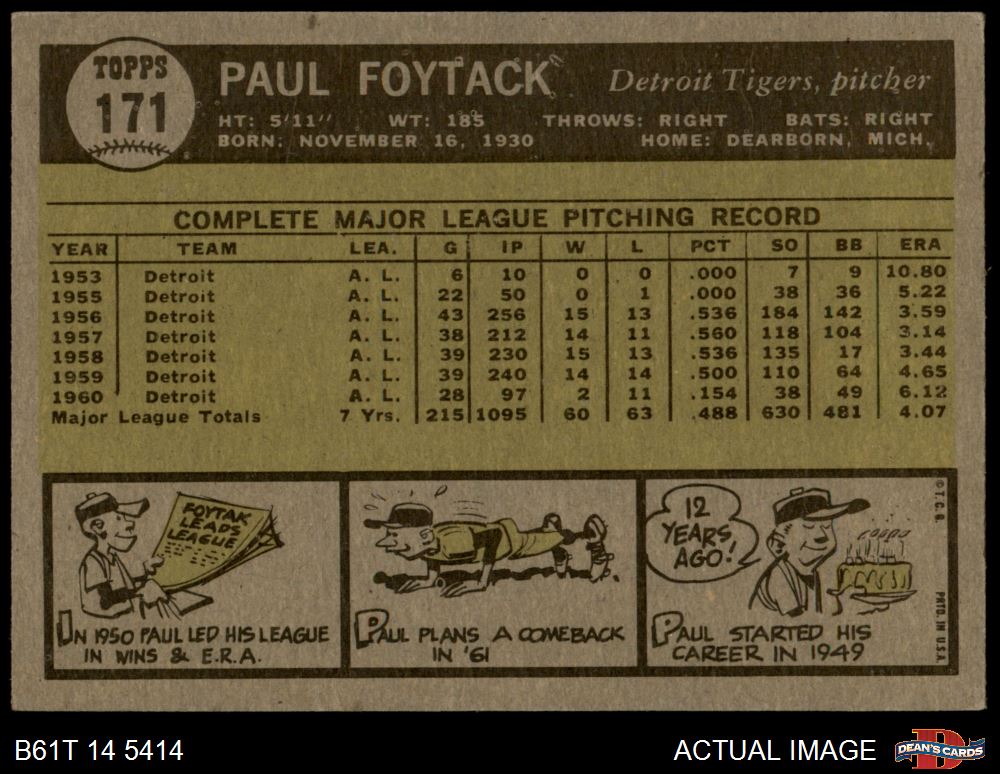 TOPPS
171
PAUL FOYTACK Detroit Tigers, pitcher
HT: 5'11" WT: 185 THROWS: RIGHT BATS: RIGHT
BORN: NOVEMBER 16, 1930 HOME: DEARBORN, MICH.
COMPLETE MAJOR LEAGUE PITCHING RECORD
YEAR TEAM LEA. G IP W L PCT SO BB ERA
1953 Detroit A. L. 6 10 0 0 .000 7 9 10.80
1955 Detroit A. L. 22 50 0 1 .000 38 36 5.22
1956 Detroit A. L. 43 256 15 13 .536 184 142 3.59
1957 Detroit A. L. 38 212 14 11 .560 118 104 3.14
1958 Detroit A. L. 39 230 15 13 .536 135 17 3.44
1959 Detroit A. L. 39 240 14 14 .500 110 64 4.65
1960 Detroit A. L. 28 97 2 11 .154 38 49 6.12
Major League Totals 7 Yrs. 215 1095 60 63 .488 630 481 4.07
FOYTAK
LEADS
LEAGUE
IN 1950 PAUL LED HIS LEAGUE
IN WINS & E.R.A.
PAUL PLANS A COMEBACK
IN '61
12
YEARS
AGO!
PAUL STARTED HIS
CAREER IN 1949
© T. C. G.
PRTD. IN U.S.A.
B61T 14 5414
ACTUAL IMAGE
D
DEAN'S CARDS